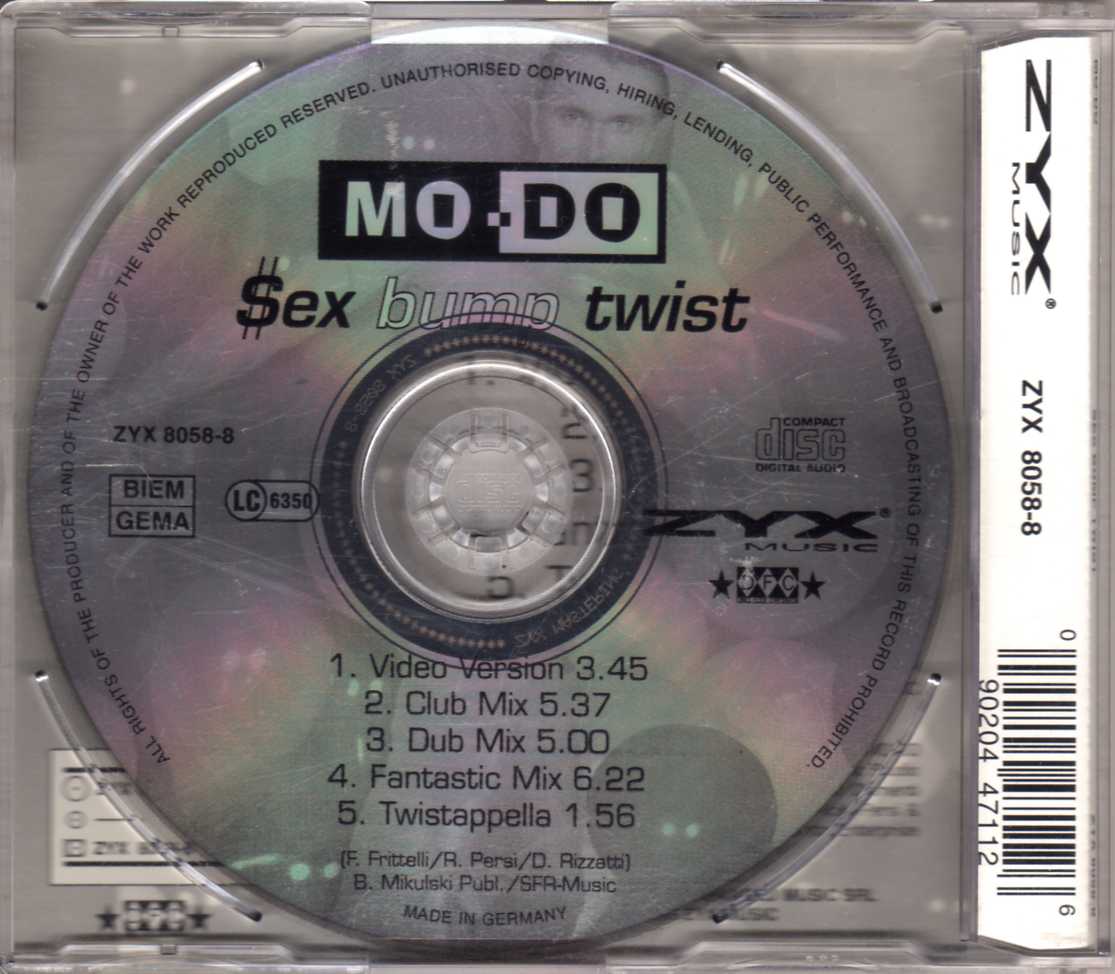 ALL RIGHTS OF THE PRODUCER AND OF THE OWNER OF THE WORK REPRODUCED RESERVED. UNAUTHORISED COPYING, HIRING, LENDING, PUBLIC PERFORMANCE AND BROADCASTING OF THIS RECORD PROHIBITED.
MO-DO
$ex bump twist
ZYX 8058-8
BIEM
GEMA
LC 6350
COMPACT
disc
DIGITAL AUDIO
ZYX®
MUSIC
DFC
1. Video Version 3.45
2. Club Mix 5.37
3. Dub Mix 5.00
4. Fantastic Mix 6.22
5. Twistappella 1.56
(F. Frittelli/R. Persi/D. Rizzatti)
B. Mikulski Publ./SFR-Music
MADE IN GERMANY
ZYX®
MUSIC
ZYX 8058-8
0 90204 47112 6